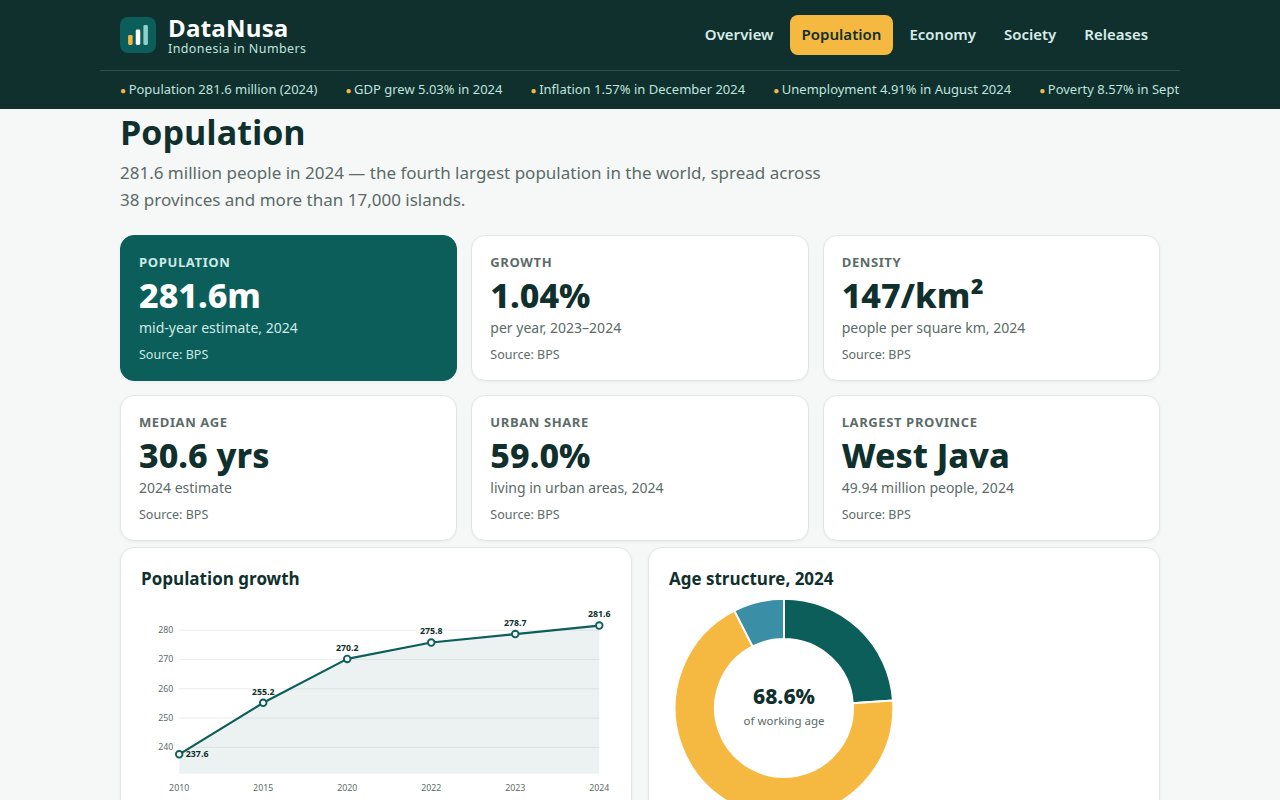 DataNusa
Indonesia in Numbers
Overview Population Economy Society Releases
Population 281.6 million (2024) GDP grew 5.03% in 2024 Inflation 1.57% in December 2024 Unemployment 4.91% in August 2024 Poverty 8.57% in Sept
Population
281.6 million people in 2024 — the fourth largest population in the world, spread across
38 provinces and more than 17,000 islands.
POPULATION
281.6m
mid-year estimate, 2024
Source: BPS
GROWTH
1.04%
per year, 2023–2024
Source: BPS
DENSITY
147/km²
people per square km, 2024
Source: BPS
MEDIAN AGE
30.6 yrs
2024 estimate
Source: BPS
URBAN SHARE
59.0%
living in urban areas, 2024
Source: BPS
LARGEST PROVINCE
West Java
49.94 million people, 2024
Source: BPS
Population growth
280
270
260
250
240
237.6
255.2
270.2
275.8
278.7
281.6
2010 2015 2020 2022 2023 2024
Age structure, 2024
68.6%
of working age